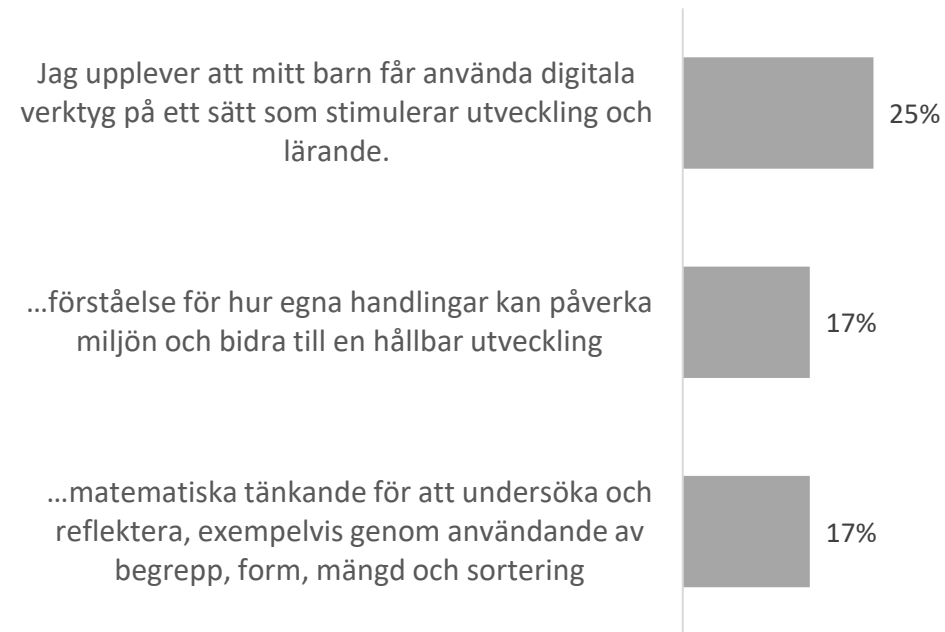 Jag upplever att mitt barn får använda digitala
verktyg på ett sätt som stimulerar utveckling och
lärande.
25%
…förståelse för hur egna handlingar kan påverka
miljön och bidra till en hållbar utveckling
17%
…matematiska tänkande för att undersöka och
reflektera, exempelvis genom användande av
begrepp, form, mängd och sortering
17%